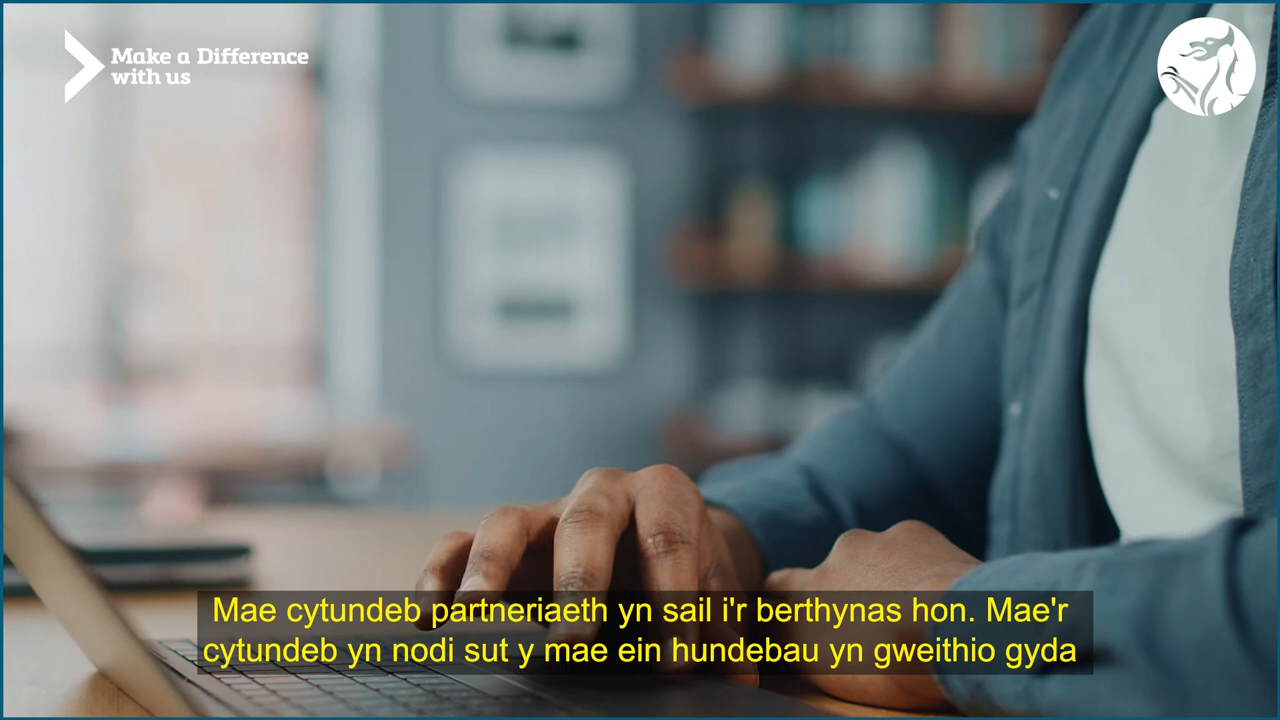 Make a Difference
with us
Mae cytundeb partneriaeth yn sail i'r berthynas hon. Mae'r
cytundeb yn nodi sut y mae ein hundebau yn gweithio gyda